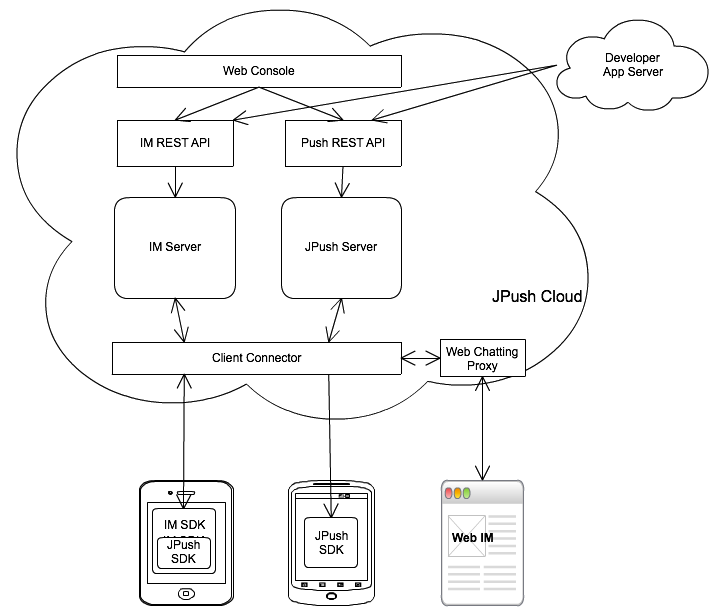 Developer
App Server
Web Console
IM REST API
Push REST API
IM Server
JPush Server
JPush Cloud
Client Connector
Web Chatting
Proxy
IM SDK
JPush
SDK
JPush
SDK
Web IM